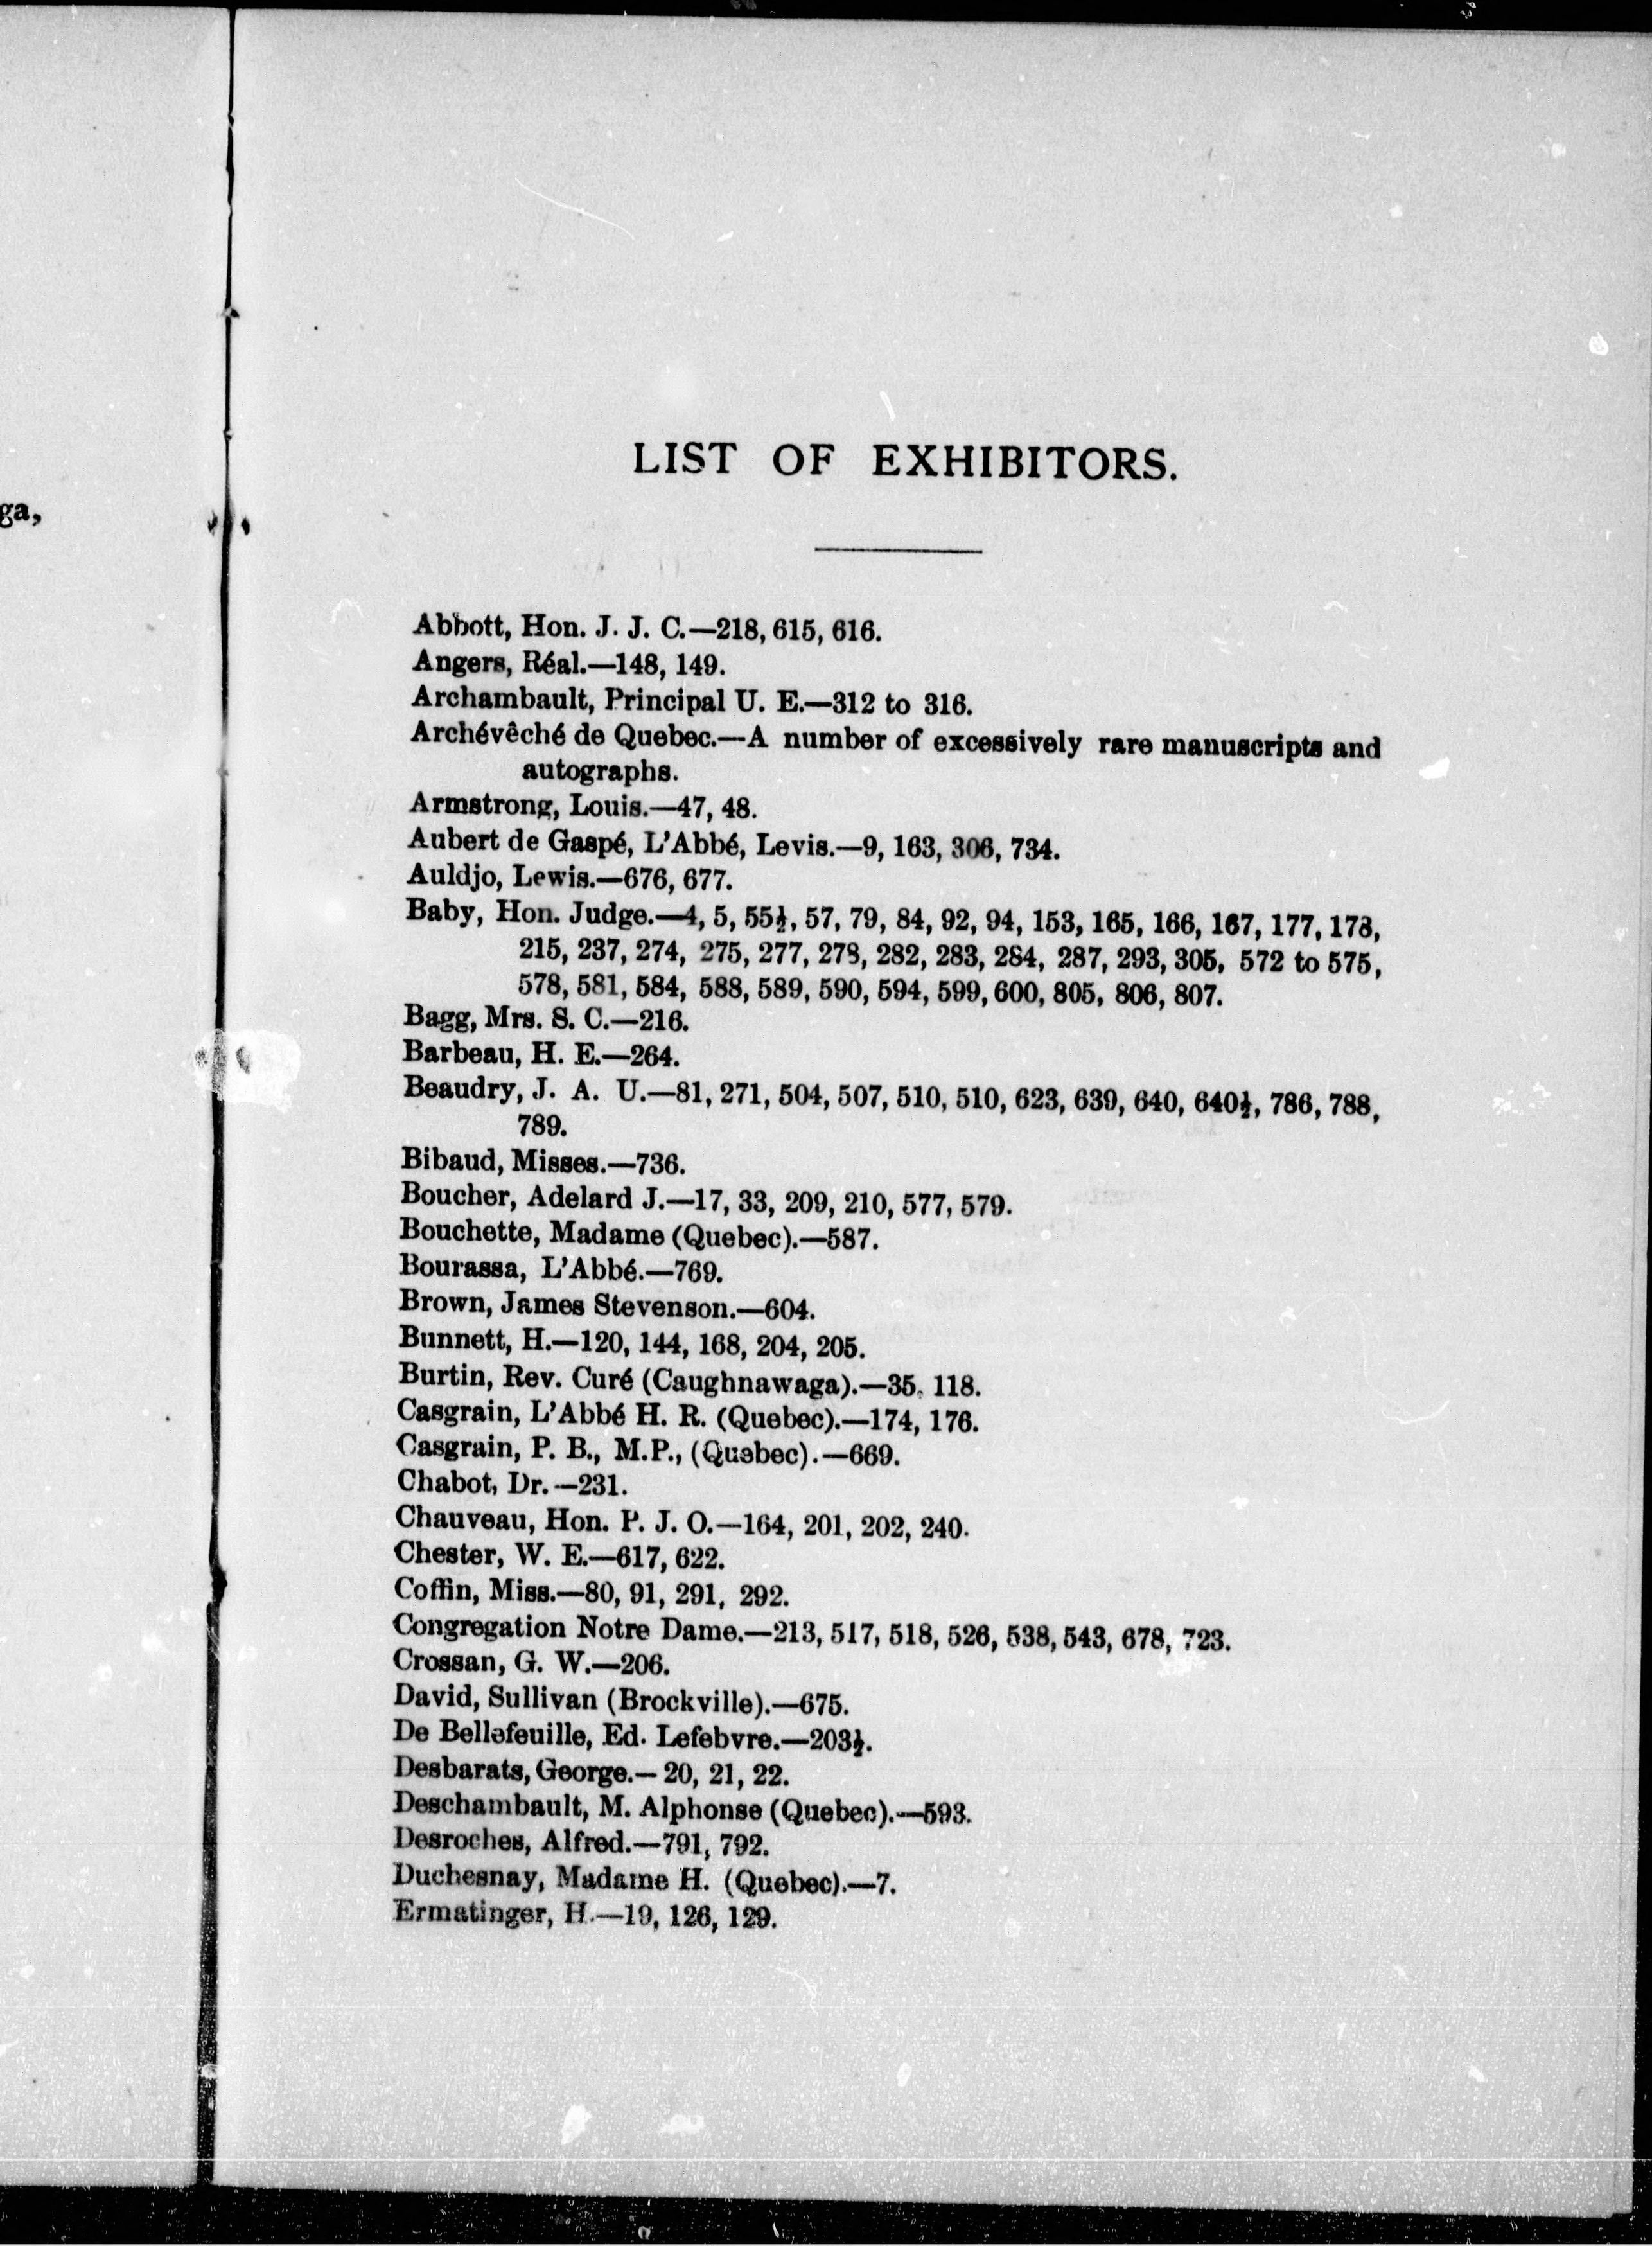 ga,
LIST OF EXHIBITORS.
Abbott, Hon. J. J. C.—218, 615, 616.
Angers, Réal.—148, 149.
Archambault, Principal U. E.—312 to 316.
Archévêché de Quebec.—A number of excessively rare manuscripts and
autographs.
Armstrong, Louis.—47, 48.
Aubert de Gaspé, L'Abbé, Levis.—9, 163, 306, 734.
Auldjo, Lewis.—676, 677.
Baby, Hon. Judge.—4, 5, 55½, 57, 79, 84, 92, 94, 153, 165, 166, 167, 177, 178,
215, 237, 274, 275, 277, 278, 282, 283, 284, 287, 293, 305, 572 to 575,
578, 581, 584, 588, 589, 590, 594, 599, 600, 805, 806, 807.
Bagg, Mrs. S. C.—216.
Barbeau, H. E.—264.
Beaudry, J. A. U.—81, 271, 504, 507, 510, 510, 623, 639, 640, 640½, 786, 788,
789.
Bibaud, Misses.—736.
Boucher, Adelard J.—17, 33, 209, 210, 577, 579.
Bouchette, Madame (Quebec).—587.
Bourassa, L'Abbé.—769.
Brown, James Stevenson.—604.
Bunnett, H.—120, 144, 168, 204, 205.
Burtin, Rev. Curé (Caughnawaga).—35, 118.
Casgrain, L'Abbé H. R. (Quebec).—174, 176.
Casgrain, P. B., M.P., (Quebec).—669.
Chabot, Dr.—231.
Chauveau, Hon. P. J. O.—164, 201, 202, 240.
Chester, W. E.—617, 622.
Coffin, Miss.—80, 91, 291, 292.
Congregation Notre Dame.—213, 517, 518, 526, 538, 543, 678, 723.
Crossan, G. W.—206.
David, Sullivan (Brockville).—675.
De Bellefeuille, Ed. Lefebvre.—203½.
Desbarats, George.—20, 21, 22.
Deschambault, M. Alphonse (Quebec).—593.
Desroches, Alfred.—791, 792.
Duchesnay, Madame H. (Quebec).—7.
Ermatinger, H.—19, 126, 129.